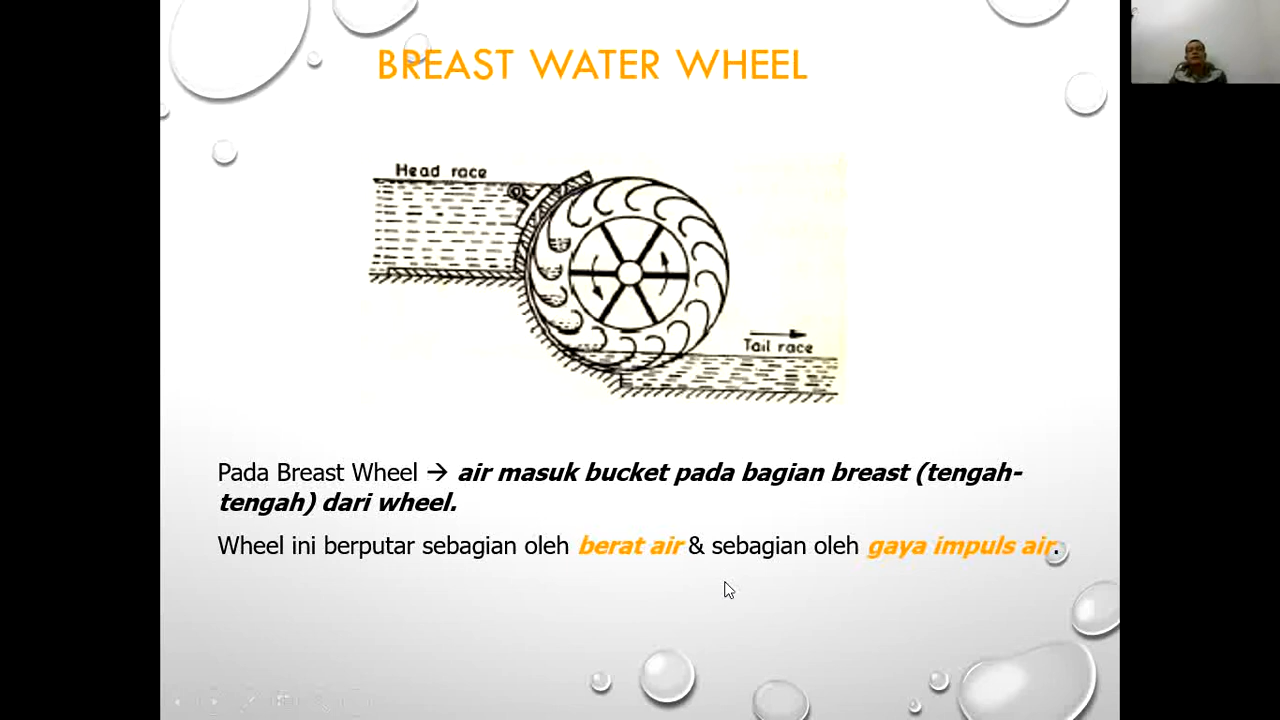 BREAST WATER WHEEL
Head race
Tail race
Pada Breast Wheel → air masuk bucket pada bagian breast (tengah-
tengah) dari wheel.
Wheel ini berputar sebagian oleh berat air & sebagian oleh gaya impuls air.